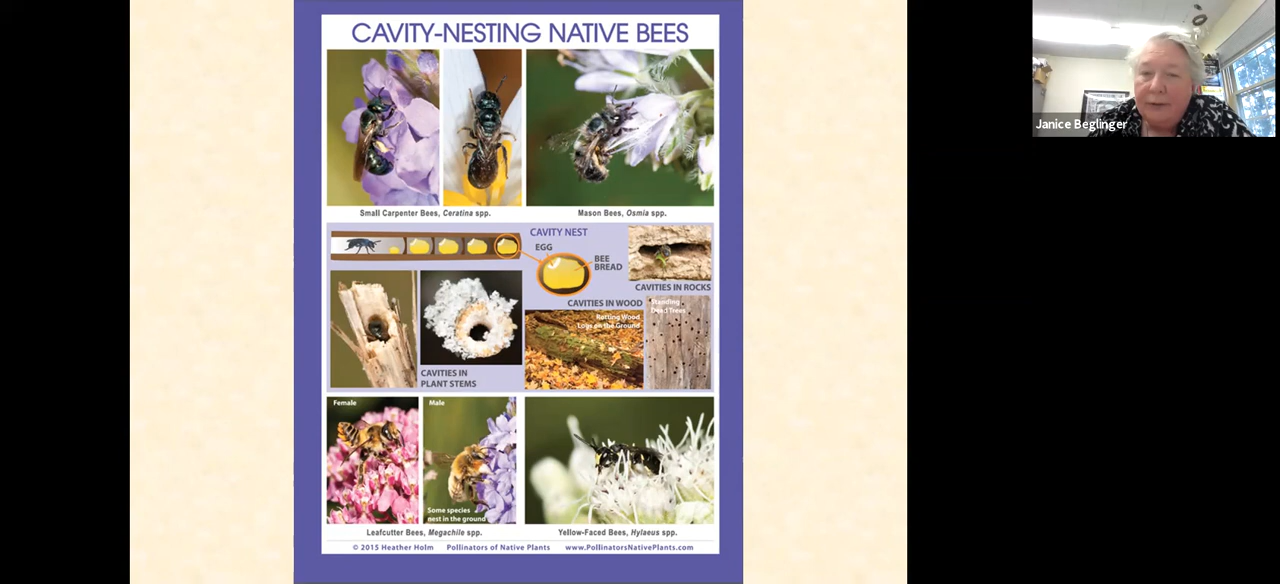 CAVITY-NESTING NATIVE BEES
Janice Beglinger
Small Carpenter Bees, Ceratina spp.
Mason Bees, Osmia spp.
CAVITY NEST
EGG
BEE
BREAD
CAVITIES IN ROCKS
CAVITIES IN WOOD
Standing
Dead Trees
Rotting Wood
Logs on the Ground
CAVITIES IN
PLANT STEMS
Female
Male
Some species
nest in the ground
Leafcutter Bees, Megachile spp.
Yellow-Faced Bees, Hylaeus spp.
© 2015 Heather Holm Pollinators of Native Plants www.PollinatorsNativePlants.com